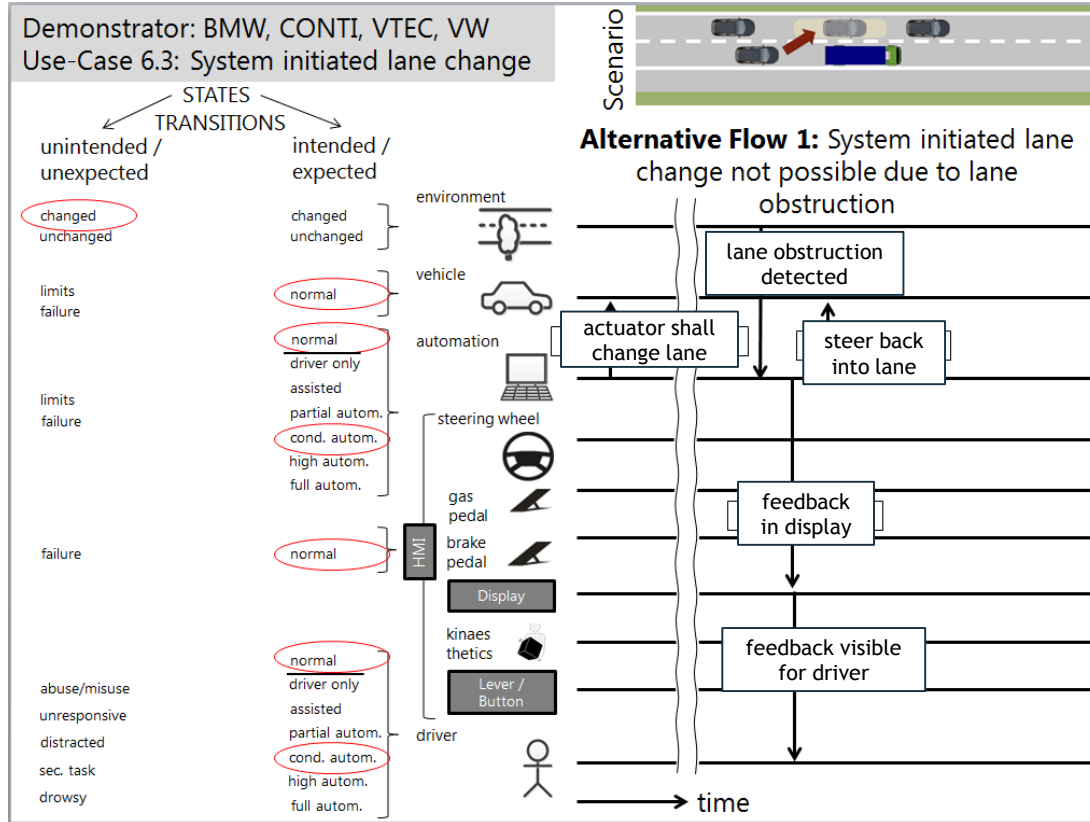 Demonstrator: BMW, CONTI, VTEC, VW
Use-Case 6.3: System initiated lane change
Scenario
STATES
TRANSITIONS
unintended /
unexpected
intended /
expected
Alternative Flow 1: System initiated lane
change not possible due to lane
obstruction
environment
changed
unchanged
changed
unchanged
lane obstruction
detected
vehicle
limits
failure
normal
automation
normal
driver only
assisted
partial autom.
cond. autom.
high autom.
full autom.
limits
failure
actuator shall
change lane
steer back
into lane
steering wheel
gas
pedal
brake
pedal
HMI
failure
normal
feedback
in display
Display
kinaes
thetics
Lever /
Button
feedback visible
for driver
normal
driver only
assisted
partial autom.
cond. autom.
high autom.
full autom.
abuse/misuse
unresponsive
distracted
sec. task
drowsy
driver
time